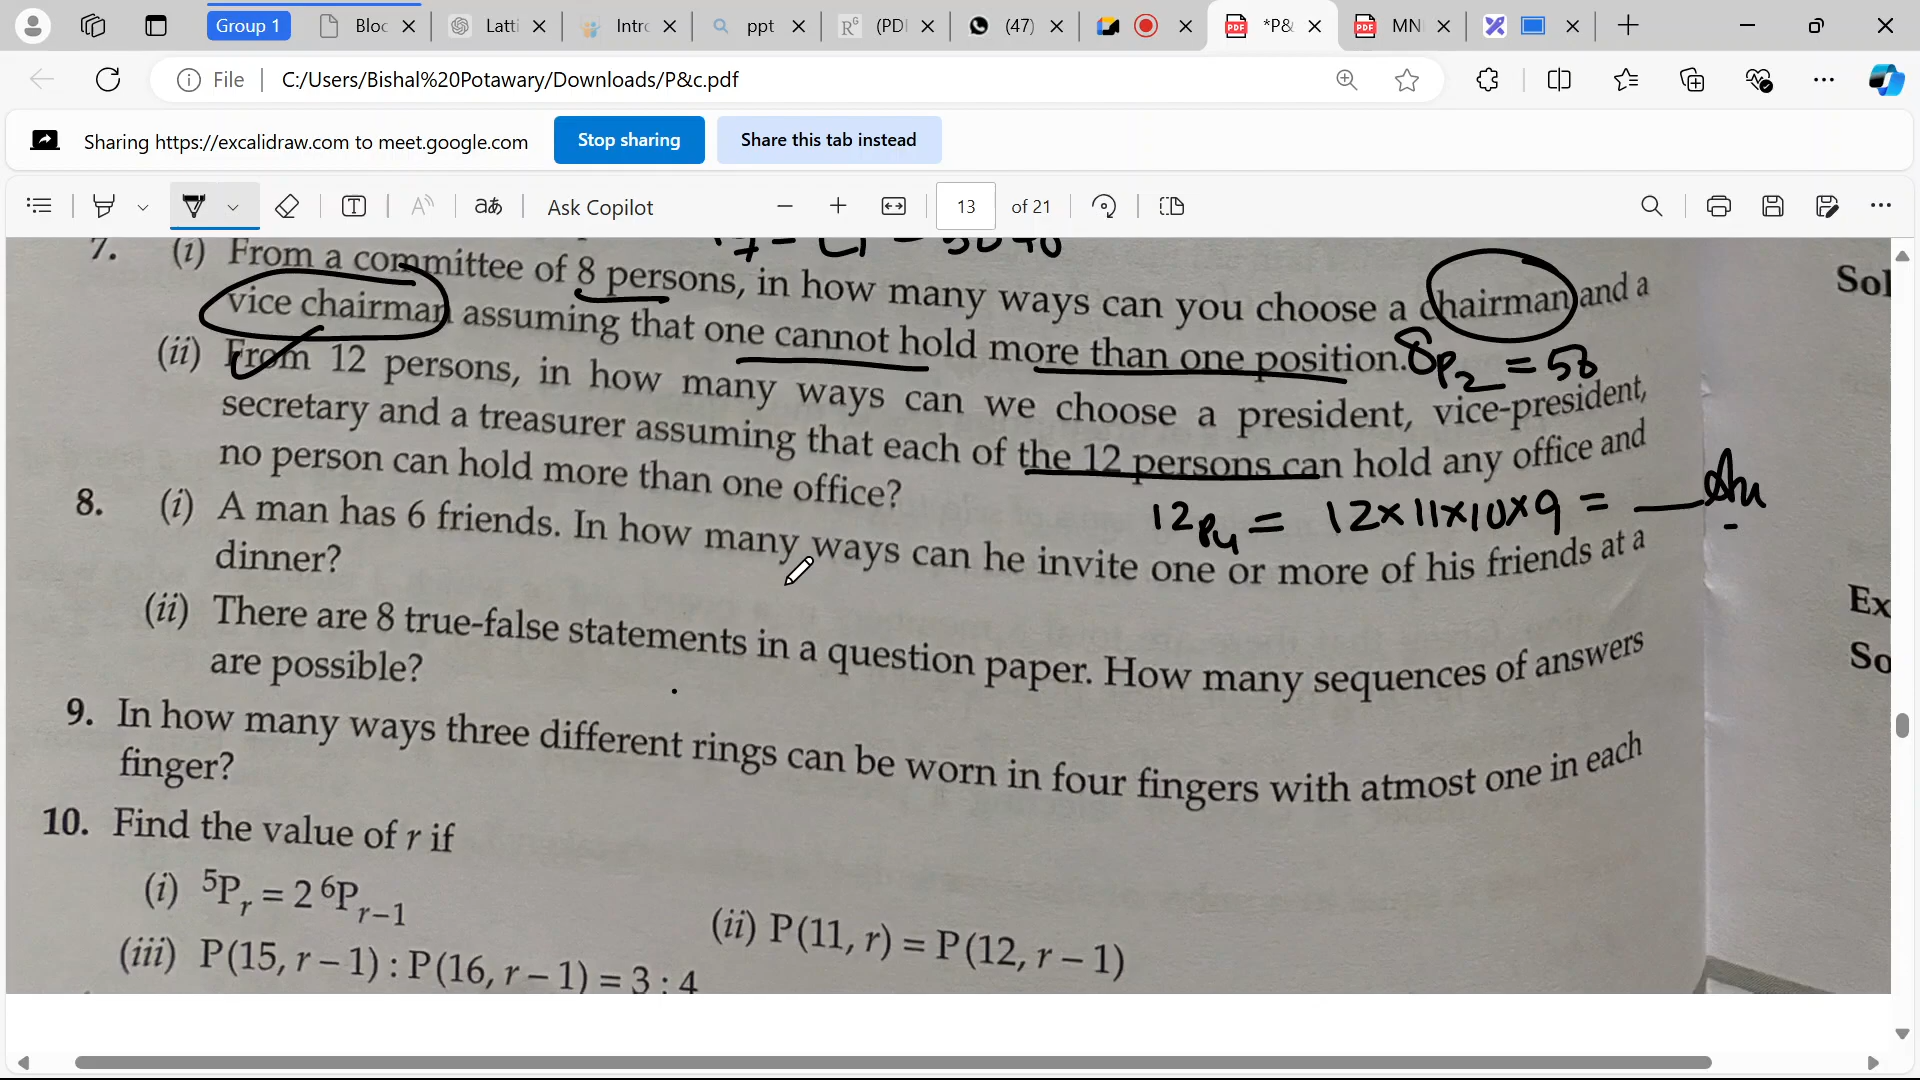 Group 1 Bloc Latti Intro ppt (PDI (47) *P& MN
File C:/Users/Bishal%20Potawary/Downloads/P&c.pdf
Sharing https://excalidraw.com to meet.google.com Stop sharing Share this tab instead
T A aあ Ask Copilot 13 of 21
= 5040
7. (i) From a committee of 8 persons, in how many ways can you choose a chairman and a
vice chairman assuming that one cannot hold more than one position.
8P2 = 56
(ii) From 12 persons, in how many ways can we choose a president, vice-president,
secretary and a treasurer assuming that each of the 12 persons can hold any office and
no person can hold more than one office?
12P4 = 12×11×10×9 = __ Au
8. (i) A man has 6 friends. In how many ways can he invite one or more of his friends at a
dinner?
(ii) There are 8 true-false statements in a question paper. How many sequences of answers
are possible?
9. In how many ways three different rings can be worn in four fingers with atmost one in each
finger?
10. Find the value of r if
(i) ⁵Pᵣ = 2 ⁶Pᵣ₋₁
(ii) P(11, r) = P(12, r – 1)
(iii) P(15, r – 1) : P(16, r – 1) = 3 : 4
Sol
Ex
So